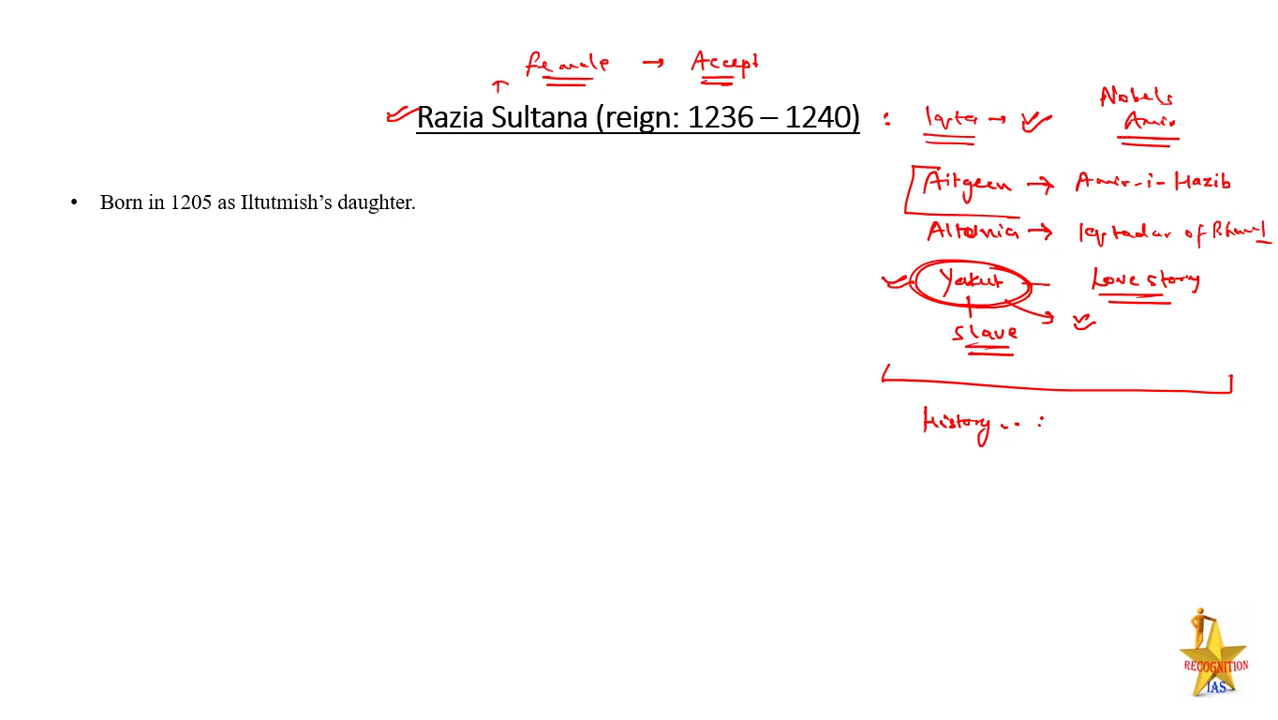 female → Accept
Razia Sultana (reign: 1236 – 1240) : Iqta →
Nobels
Amir
• Born in 1205 as Iltutmish's daughter.
Aitgeen → Amir-i-Hazib
Altunia → Iqtadar of
Yakut — Love story
Slave
History... :
RECOGNITION
IAS